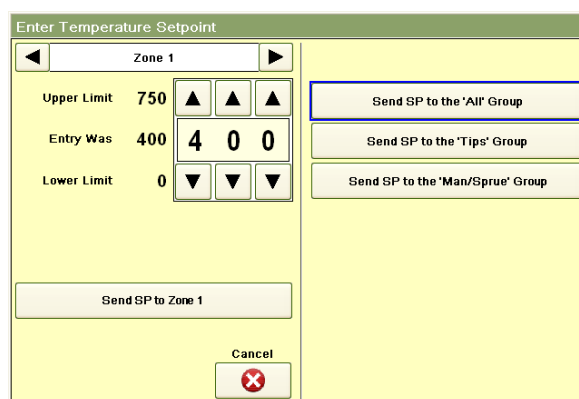 Enter Temperature Setpoint
Zone 1
Upper Limit 750
Entry Was 400 4 0 0
Lower Limit 0
Send SP to Zone 1
Cancel
Send SP to the 'All' Group
Send SP to the 'Tips' Group
Send SP to the 'Man/Sprue' Group